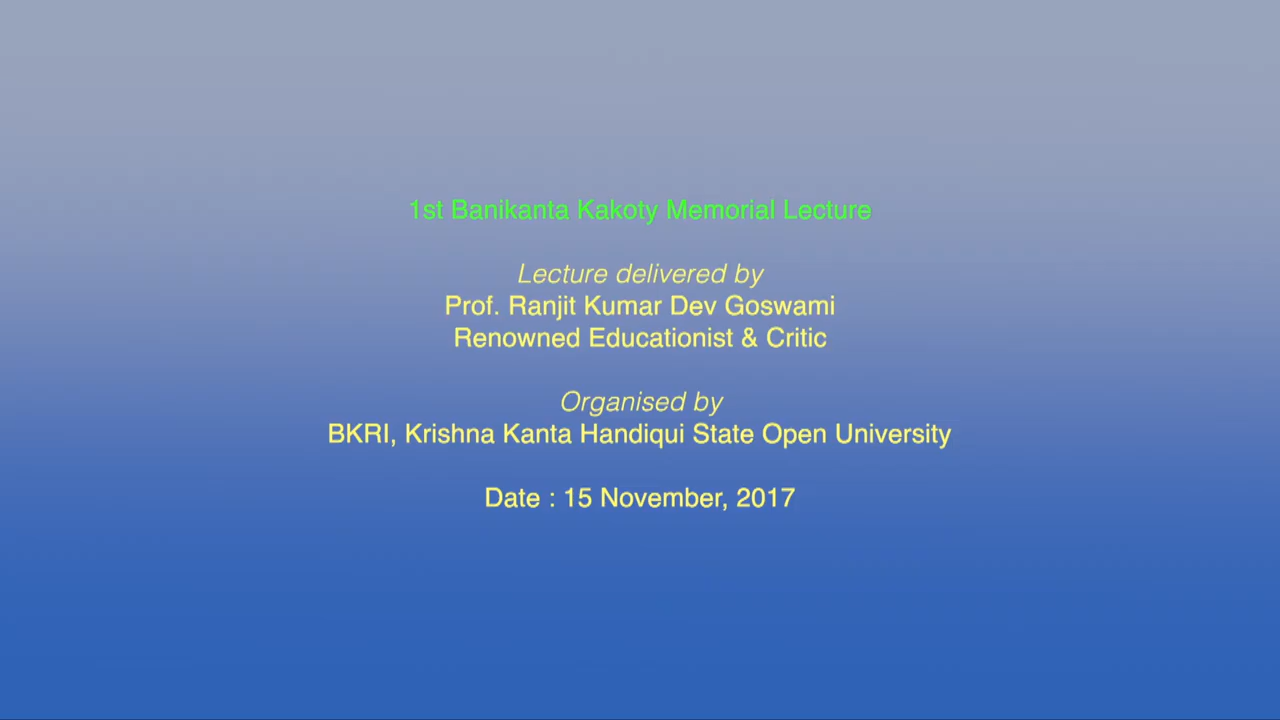 1st Banikanta Kakoty Memorial Lecture
Lecture delivered by
Prof. Ranjit Kumar Dev Goswami
Renowned Educationist & Critic
Organised by
BKRI, Krishna Kanta Handiqui State Open University
Date : 15 November, 2017